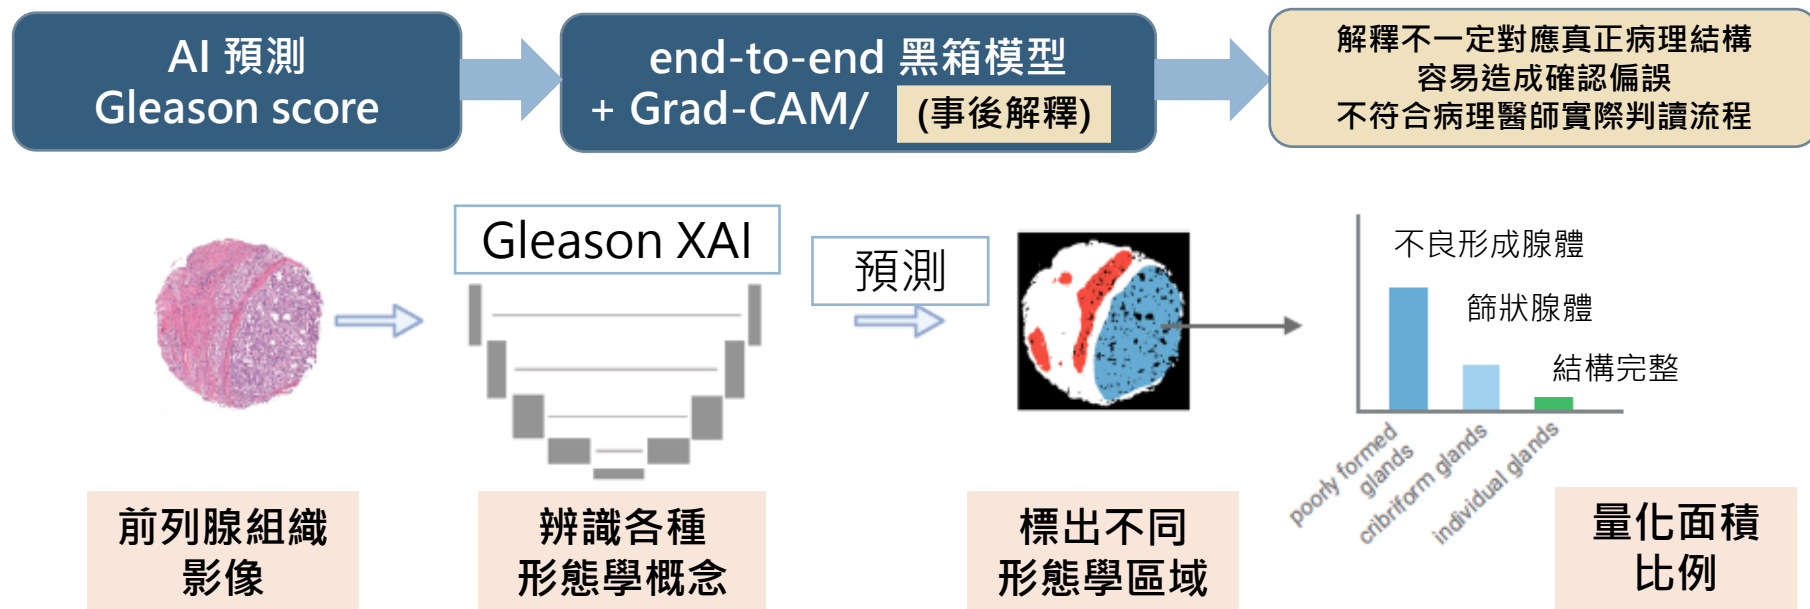 AI 預測
Gleason score
end-to-end 黑箱模型
+ Grad-CAM/ (事後解釋)
解釋不一定對應真正病理結構
容易造成確認偏誤
不符合病理醫師實際判讀流程
Gleason XAI
預測
不良形成腺體
篩狀腺體
結構完整
poorly formed
glands
cribriform glands
individual glands
前列腺組織
影像
辨識各種
形態學概念
標出不同
形態學區域
量化面積
比例